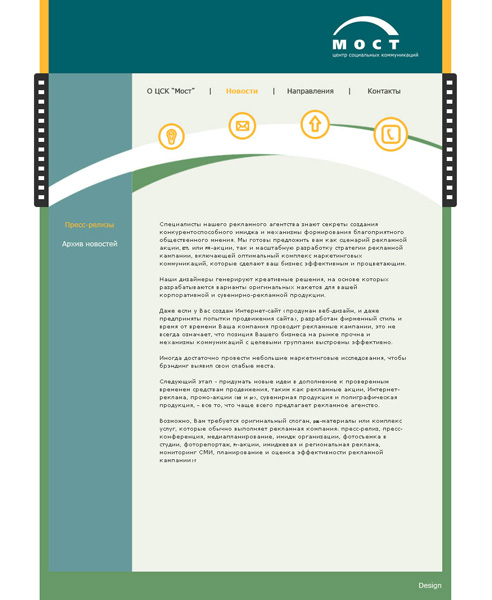 МОСТ
центр социальных коммуникаций
О ЦСК "Мост" | Новости | Направления | Контакты
Пресс-релизы
Архив новостей
Специалисты нашего рекламного агентства знают секреты создания
конкурентоспособного имиджа и механизмы формирования благоприятного
общественного мнения. Мы готовы предложить вам как сценарий рекламной
акции, или PR-акции, так и масштабную разработку стратегии рекламной
кампании, включающей оптимальный комплекс маркетинговых
коммуникаций, которые сделают ваш бизнес эффективным и процветающим.
Наши дизайнеры генерируют креативные решения, на основе которых
разрабатываются варианты оригинальных макетов для вашей
корпоративной и сувенирно-рекламной продукции.
Даже если у Вас создан Интернет-сайт (продуман веб-дизайн, и даже
предприняты попытки продвижения сайта), разработан фирменный стиль и
время от времени Ваша компания проводит рекламные кампании, это не
всегда означает, что позиция Вашего бизнеса на рынке прочна и
механизмы коммуникаций с целевыми группами выстроены эффективно.
Иногда достаточно провести небольшие маркетинговые исследования, чтобы
брэндинг выявил свои слабые места.
Следующий этап - придумать новые идеи в дополнение к проверенным
временем средствам продвижения, таким как рекламные акции, Интернет-
реклама, промо-акции, сувенирная продукция и полиграфическая
продукция, – все то, что чаще всего предлагает рекламное агенство.
Возможно, Вам требуется оригинальный слоган, PR-материалы или комплекс
услуг, которые обычно выполняет рекламная компания: пресс-релиз, пресс-
конференция, медиапланирование, имидж организации, фотосъемка в
студии, фоторепортаж, PR-акции, имиджевая и региональная реклама,
мониторинг СМИ, планирование и оценка эффективности рекламной
кампании
Design